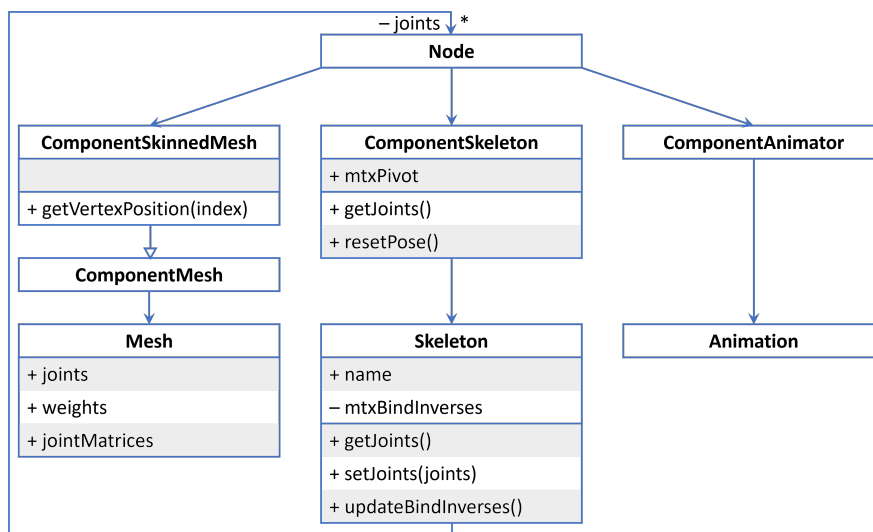 – joints *
Node
ComponentSkinnedMesh
+ getVertexPosition(index)
ComponentMesh
Mesh
+ joints
+ weights
+ jointMatrices
ComponentSkeleton
+ mtxPivot
+ getJoints()
+ resetPose()
Skeleton
+ name
– mtxBindInverses
+ getJoints()
+ setJoints(joints)
+ updateBindInverses()
ComponentAnimator
Animation